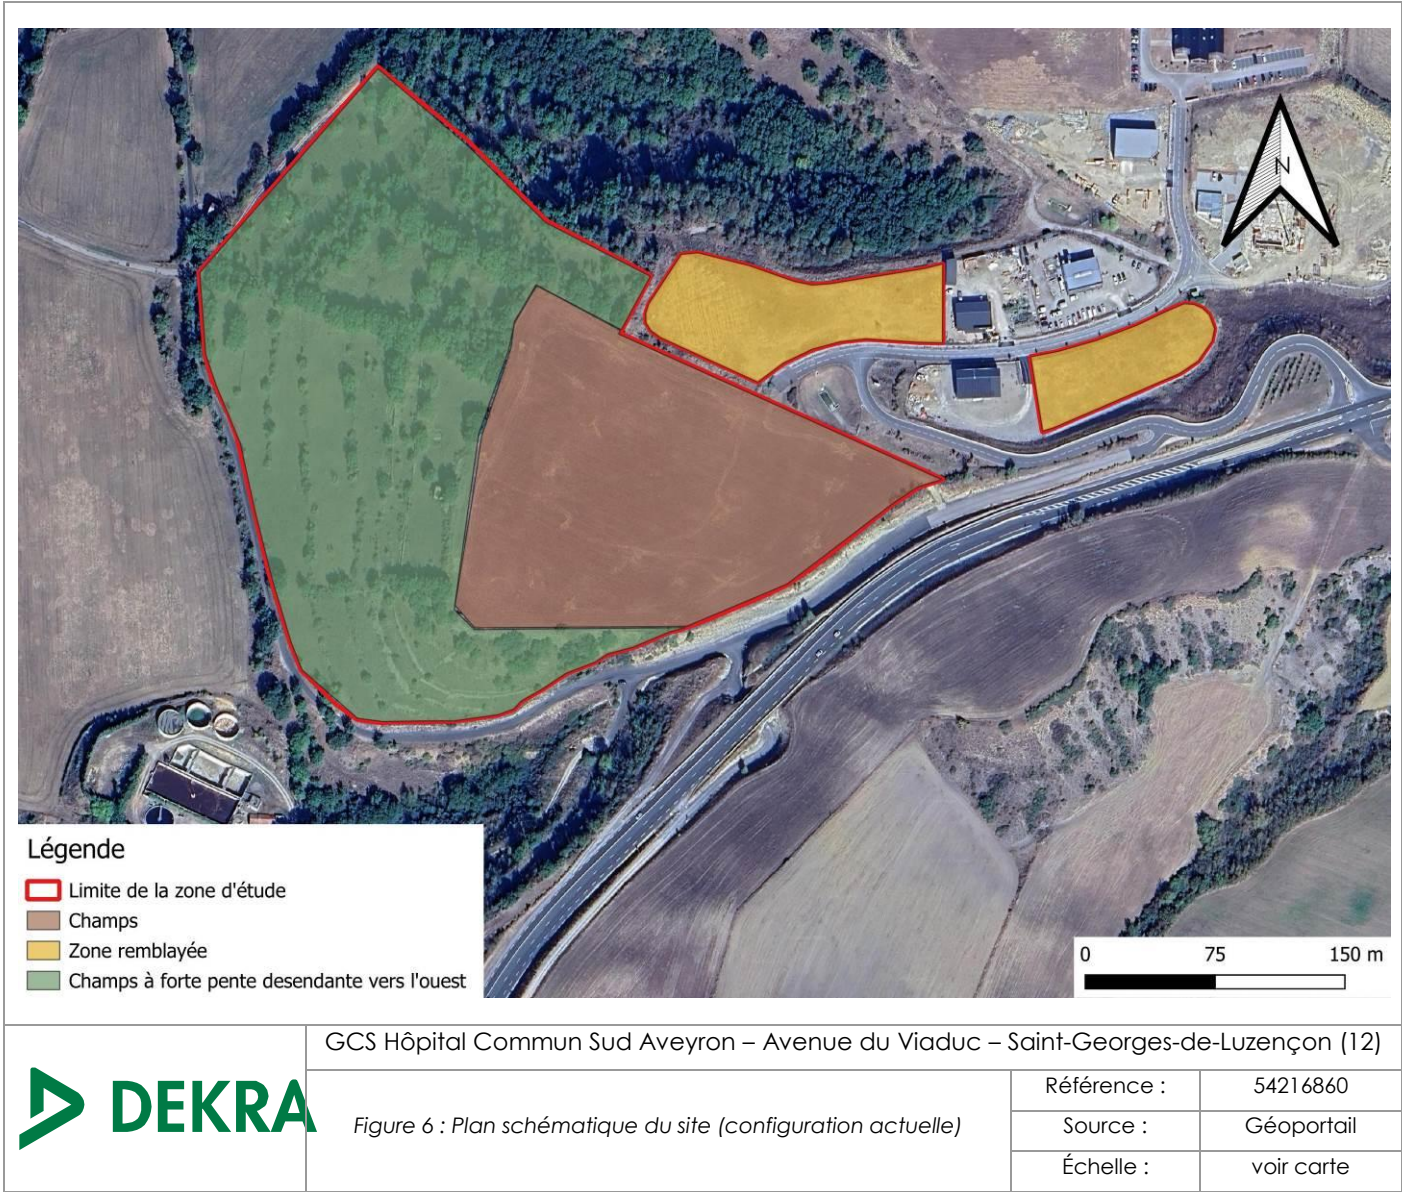 N
Légende
Limite de la zone d'étude
Champs
Zone remblayée
Champs à forte pente desendante vers l'ouest
0 75 150 m
DEKRA
GCS Hôpital Commun Sud Aveyron – Avenue du Viaduc – Saint-Georges-de-Luzençon (12)
Figure 6 : Plan schématique du site (configuration actuelle)
Référence : 54216860
Source : Géoportail
Échelle : voir carte